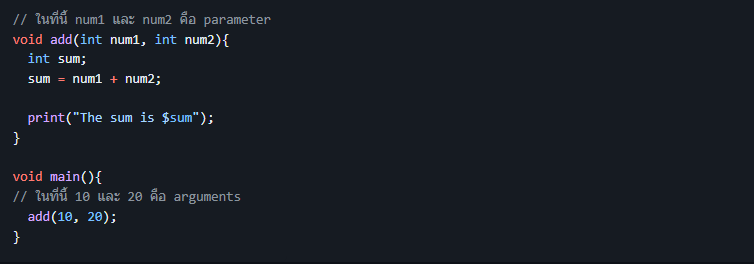 // ในที่นี้ num1 และ num2 คือ parameter
void add(int num1, int num2){
  int sum;
  sum = num1 + num2;

  print("The sum is $sum");
}

void main(){
// ในที่นี้ 10 และ 20 คือ arguments
  add(10, 20);
}